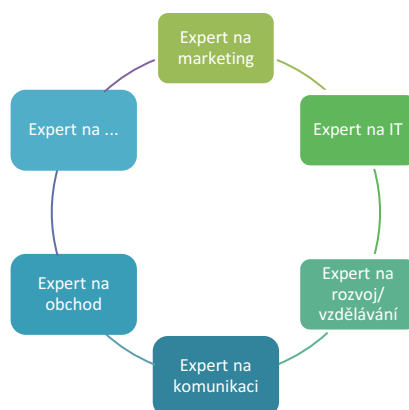 Expert na
marketing
Expert na IT
Expert na
rozvoj/
vzdělávání
Expert na
komunikaci
Expert na
obchod
Expert na ...